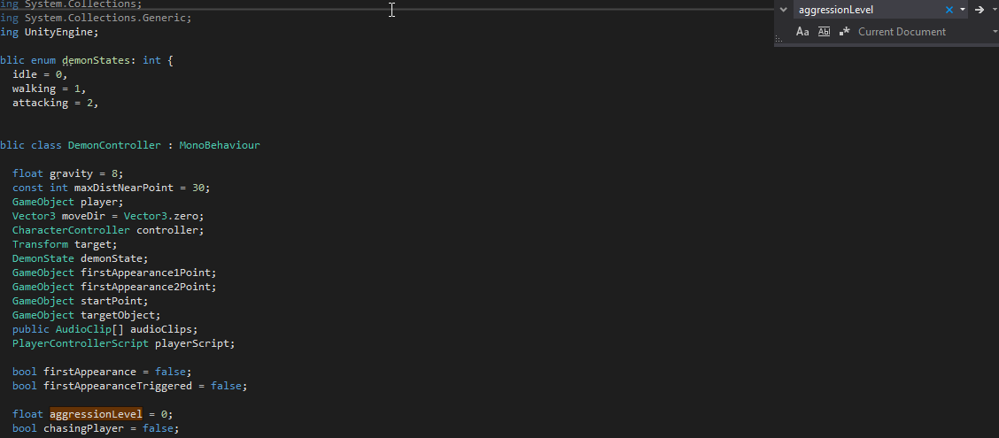 ing System.Collections;
ing System.Collections.Generic;
ing UnityEngine;
blic enum demonStates: int {
idle = 0,
walking = 1,
attacking = 2,
blic class DemonController : MonoBehaviour
float gravity = 8;
const int maxDistNearPoint = 30;
GameObject player;
Vector3 moveDir = Vector3.zero;
CharacterController controller;
Transform target;
DemonState demonState;
GameObject firstAppearance1Point;
GameObject firstAppearance2Point;
GameObject startPoint;
GameObject targetObject;
public AudioClip[] audioClips;
PlayerControllerScript playerScript;
bool firstAppearance = false;
bool firstAppearanceTriggered = false;
float aggressionLevel = 0;
bool chasingPlayer = false;
aggressionLevel
Aa Ab .* Current Document